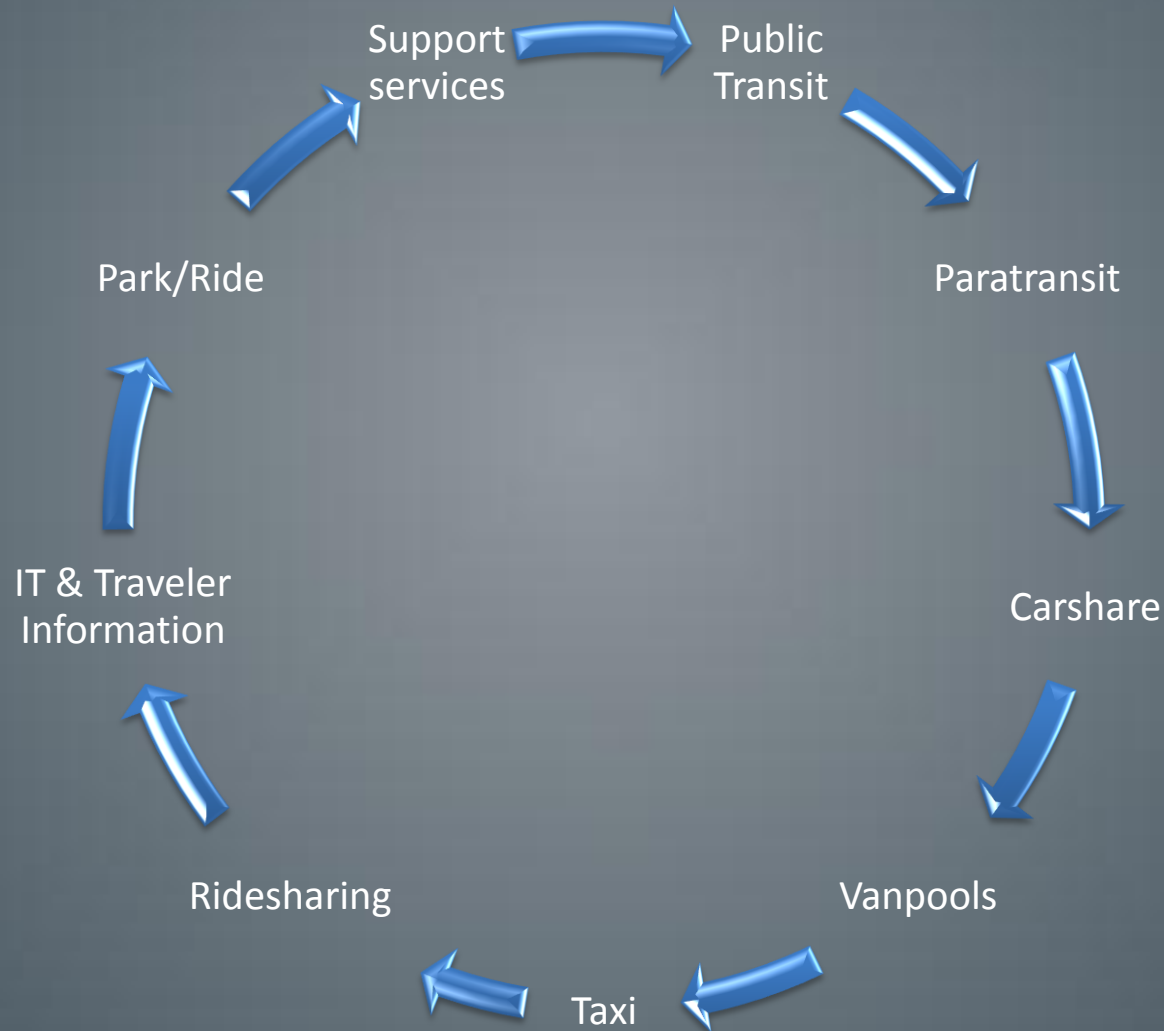 Support
services
Public
Transit
Paratransit
Carshare
Vanpools
Taxi
Ridesharing
IT & Traveler
Information
Park/Ride